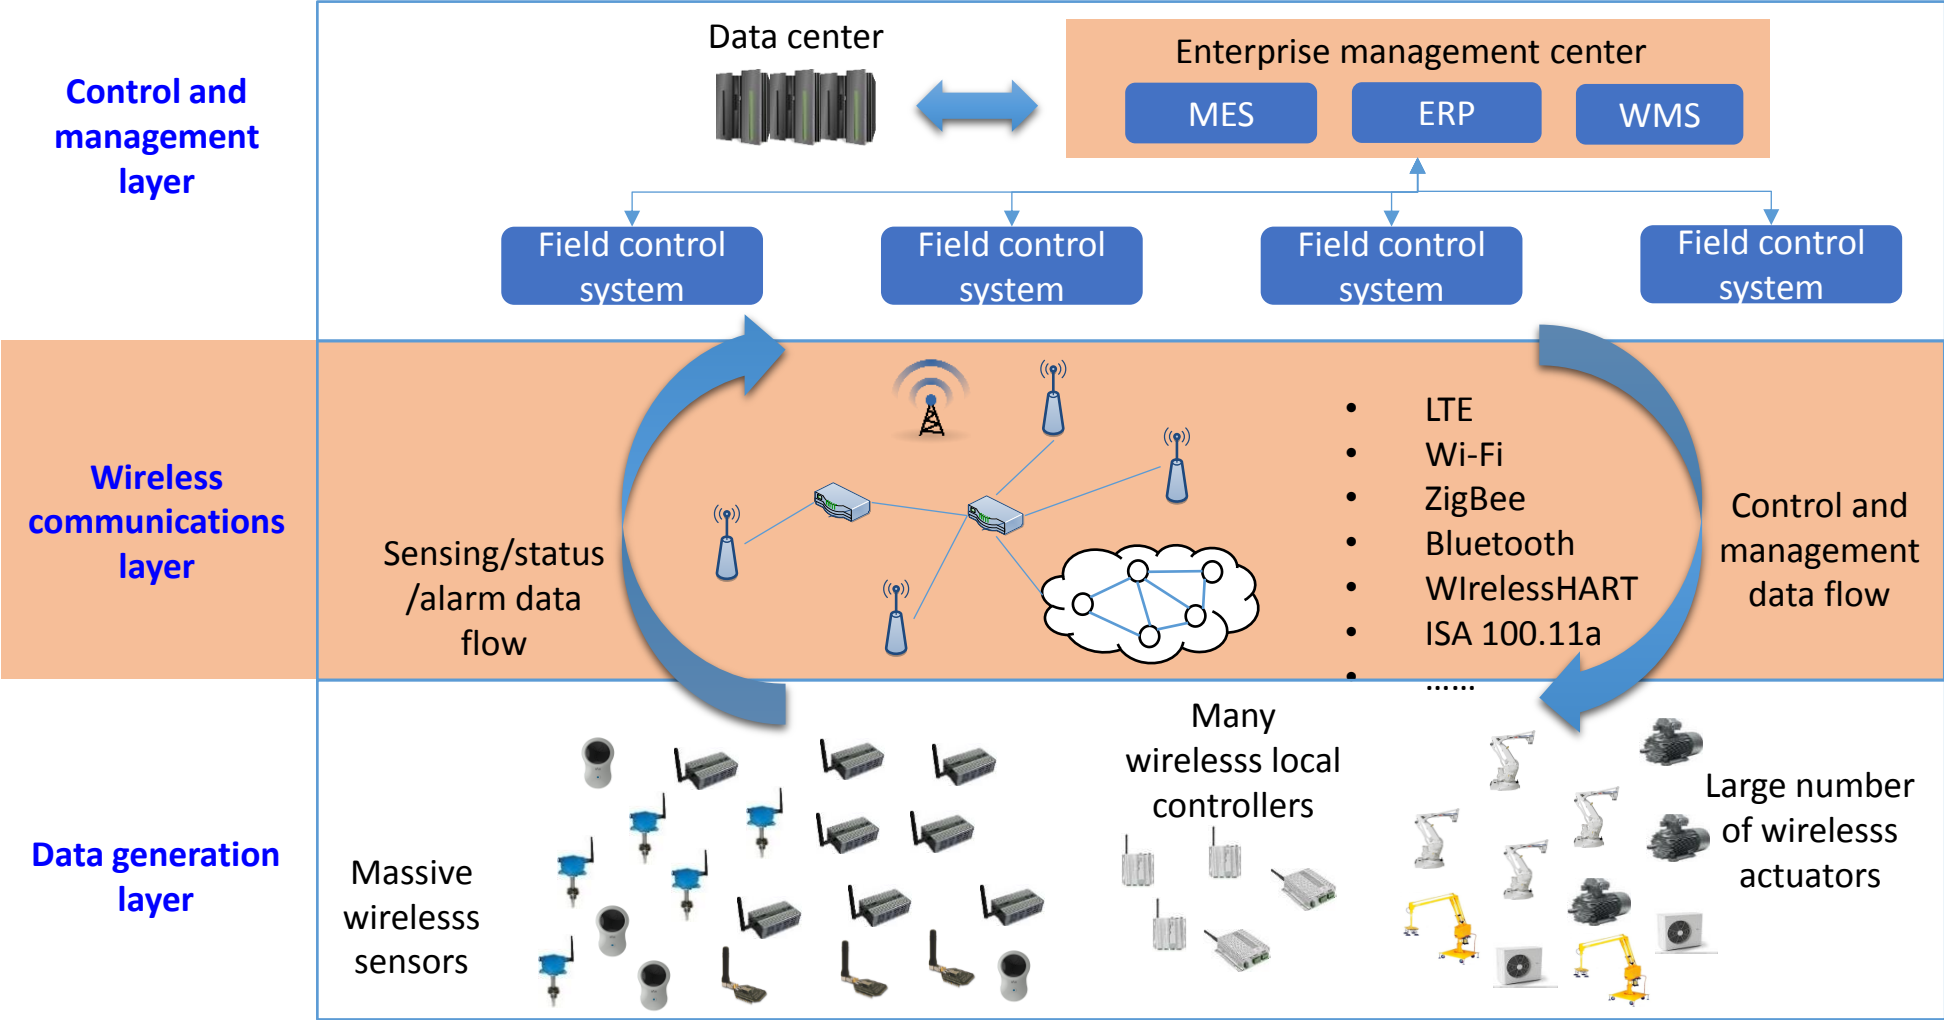 Control and
management
layer
Data center
Enterprise management center
MES
ERP
WMS
Field control
system
Field control
system
Field control
system
Field control
system
Wireless
communications
layer
Sensing/status
/alarm data
flow
• LTE
• Wi-Fi
• ZigBee
• Bluetooth
• WIrelessHART
• ISA 100.11a
• ......
Control and
management
data flow
Data generation
layer
Massive
wirelesss
sensors
Many
wirelesss local
controllers
Large number
of wirelesss
actuators